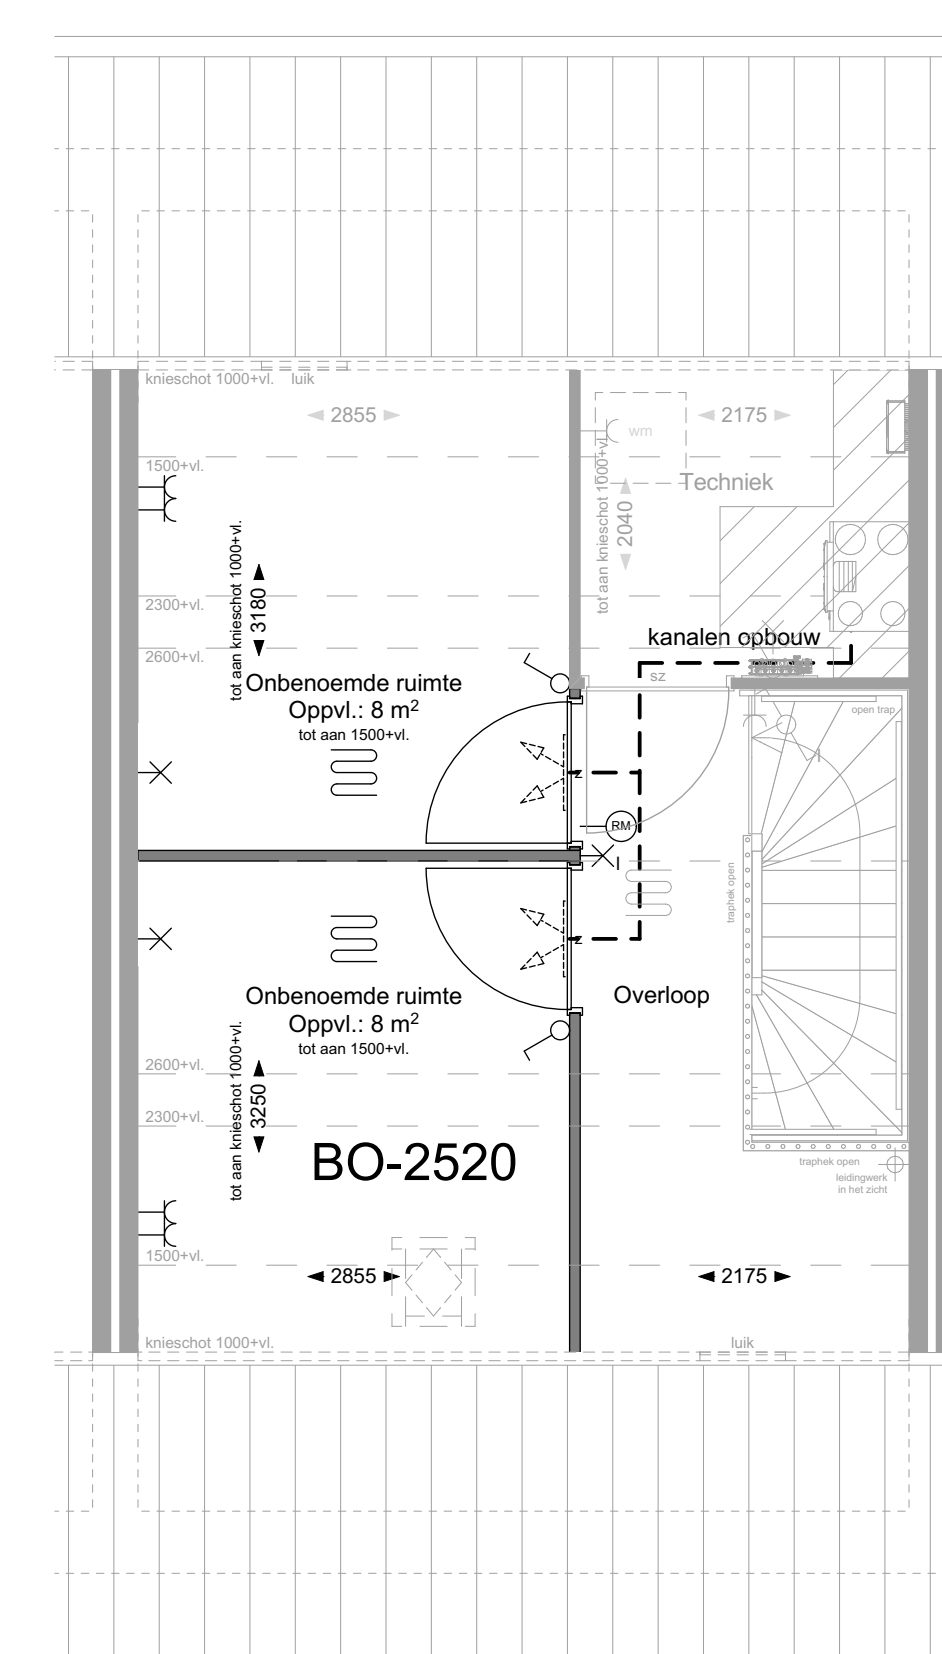 knieschot 1000+vl. luik
2855
2175
wm
1500+vl.
Techniek
tot aan knieschot 1000+vl.
2040
tot aan knieschot 1000+vl.
3180
2300+vl.
2600+vl.
kanalen opbouw
sz
Onbenoemde ruimte
Oppvl.: 8 m²
tot aan 1500+vl.
open trap
z
RM
traphek open
z
Overloop
Onbenoemde ruimte
Oppvl.: 8 m²
tot aan 1500+vl.
2600+vl.
tot aan knieschot 1000+vl.
3250
2300+vl.
BO-2520
traphek open
leidingwerk
in het zicht
1500+vl.
2855
2175
knieschot 1000+vl.
luik